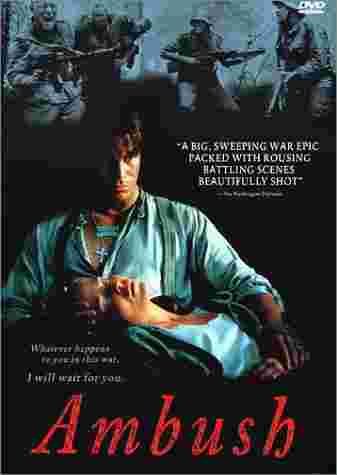 DVD
"A BIG, SWEEPING WAR EPIC
PACKED WITH ROUSING
BATTLING SCENES
BEAUTIFULLY SHOT"
Whatever happens
to you in this war,
I will wait for you.
Ambush